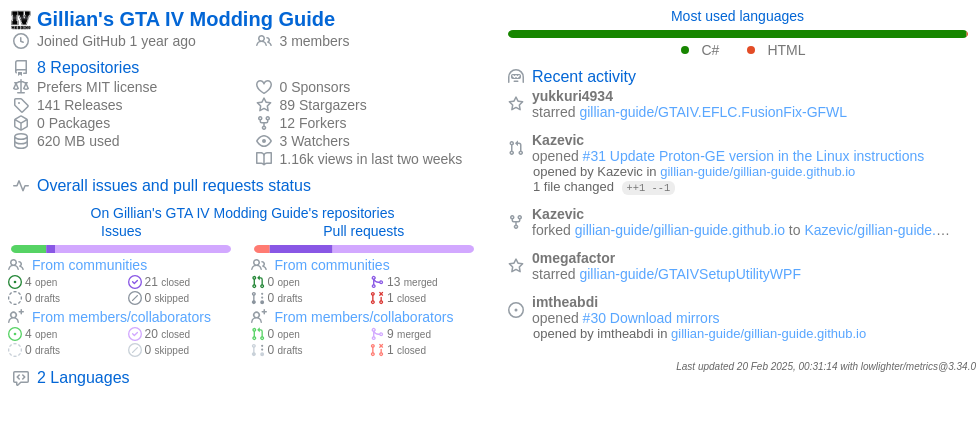 Gillian's GTA IV Modding Guide
Joined GitHub 1 year ago
3 members
8 Repositories
Prefers MIT license
0 Sponsors
141 Releases
89 Stargazers
0 Packages
12 Forkers
620 MB used
3 Watchers
1.16k views in last two weeks
Overall issues and pull requests status
On Gillian's GTA IV Modding Guide's repositories
Issues
From communities
4 open
21 closed
0 drafts
0 skipped
From members/collaborators
4 open
20 closed
0 drafts
0 skipped
Pull requests
From communities
0 open
13 merged
0 drafts
1 closed
From members/collaborators
0 open
9 merged
0 drafts
1 closed
2 Languages
Most used languages
C#
HTML
Recent activity
yukkuri4934
starred gillian-guide/GTAIV.EFLC.FusionFix-GFWL
Kazevic
opened #31 Update Proton-GE version in the Linux instructions
opened by Kazevic in gillian-guide/gillian-guide.github.io
1 file changed ++1 --1
Kazevic
forked gillian-guide/gillian-guide.github.io to Kazevic/gillian-guide.…
0megafactor
starred gillian-guide/GTAIVSetupUtilityWPF
imtheabdi
opened #30 Download mirrors
opened by imtheabdi in gillian-guide/gillian-guide.github.io
Last updated 20 Feb 2025, 00:31:14 with lowlighter/metrics@3.34.0